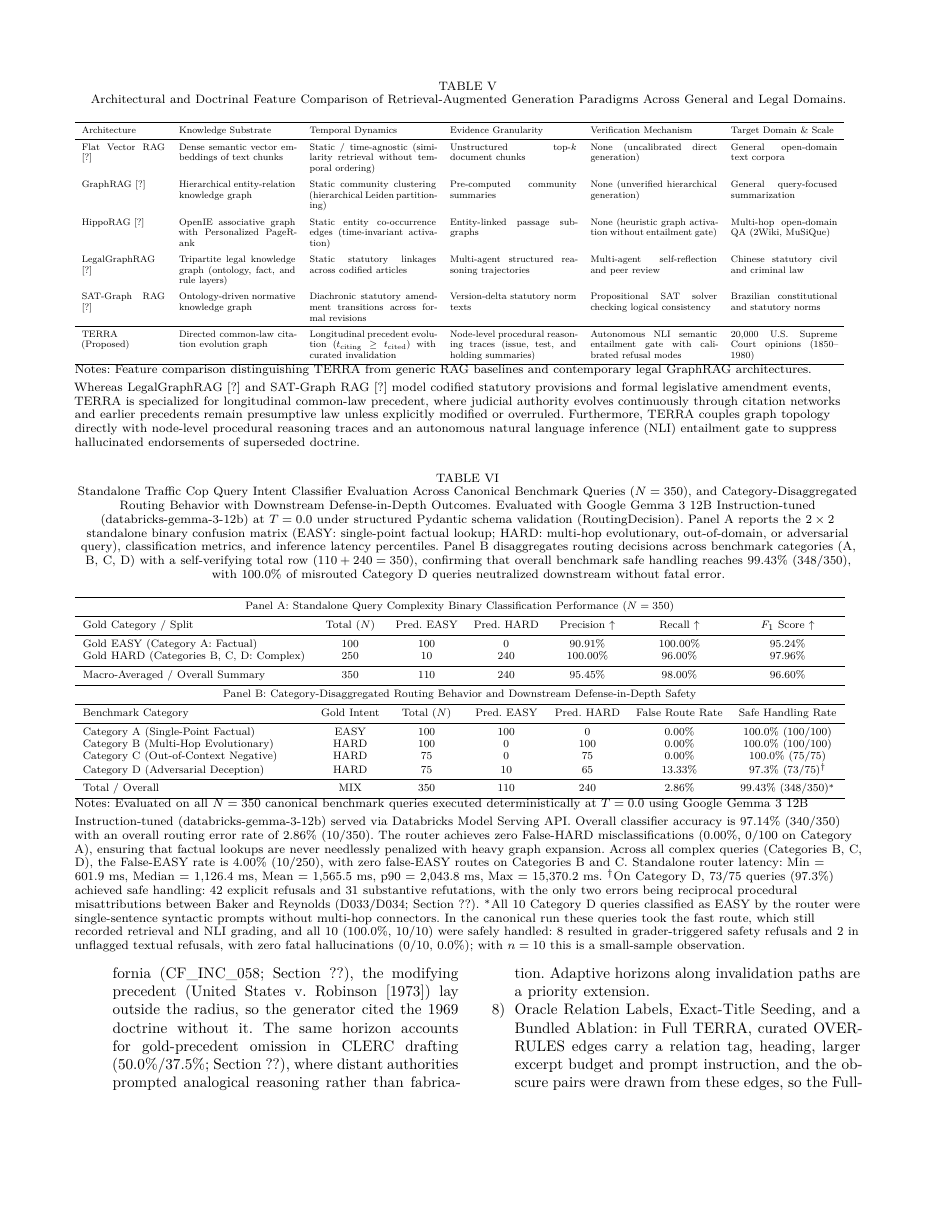 TABLE V
Architectural and Doctrinal Feature Comparison of Retrieval-Augmented Generation Paradigms Across General and Legal Domains.
Architecture Knowledge Substrate Temporal Dynamics Evidence Granularity Verification Mechanism Target Domain & Scale
Flat Vector RAG Dense semantic vector em- Static / time-agnostic (simi- Unstructured top-k None (uncalibrated direct General open-domain
[?] beddings of text chunks larity retrieval without tem- document chunks generation) text corpora
poral ordering)
GraphRAG [?] Hierarchical entity-relation Static community clustering Pre-computed community None (unverified hierarchical General query-focused
knowledge graph (hierarchical Leiden partition- summaries generation) summarization
ing)
HippoRAG [?] OpenIE associative graph Static entity co-occurrence Entity-linked passage sub- None (heuristic graph activa- Multi-hop open-domain
with Personalized PageR- edges (time-invariant activa- graphs tion without entailment gate) QA (2Wiki, MuSiQue)
ank tion)
LegalGraphRAG Tripartite legal knowledge Static statutory linkages Multi-agent structured rea- Multi-agent self-reflection Chinese statutory civil
[?] graph (ontology, fact, and across codified articles soning trajectories and peer review and criminal law
rule layers)
SAT-Graph RAG Ontology-driven normative Diachronic statutory amend- Version-delta statutory norm Propositional SAT solver Brazilian constitutional
[?] knowledge graph ment transitions across for- texts checking logical consistency and statutory norms
mal revisions
TERRA Directed common-law cita- Longitudinal precedent evolu- Node-level procedural reason- Autonomous NLI semantic 20,000 U.S. Supreme
(Proposed) tion evolution graph tion (t_citing ≥ t_cited) with ing traces (issue, test, and entailment gate with cali- Court opinions (1850–
curated invalidation holding summaries) brated refusal modes 1980)
Notes: Feature comparison distinguishing TERRA from generic RAG baselines and contemporary legal GraphRAG architectures.
Whereas LegalGraphRAG [?] and SAT-Graph RAG [?] model codified statutory provisions and formal legislative amendment events,
TERRA is specialized for longitudinal common-law precedent, where judicial authority evolves continuously through citation networks
and earlier precedents remain presumptive law unless explicitly modified or overruled. Furthermore, TERRA couples graph topology
directly with node-level procedural reasoning traces and an autonomous natural language inference (NLI) entailment gate to suppress
hallucinated endorsements of superseded doctrine.
TABLE VI
Standalone Traffic Cop Query Intent Classifier Evaluation Across Canonical Benchmark Queries (N = 350), and Category-Disaggregated
Routing Behavior with Downstream Defense-in-Depth Outcomes. Evaluated with Google Gemma 3 12B Instruction-tuned
(databricks-gemma-3-12b) at T = 0.0 under structured Pydantic schema validation (RoutingDecision). Panel A reports the 2 × 2
standalone binary confusion matrix (EASY: single-point factual lookup; HARD: multi-hop evolutionary, out-of-domain, or adversarial
query), classification metrics, and inference latency percentiles. Panel B disaggregates routing decisions across benchmark categories (A,
B, C, D) with a self-verifying total row (110 + 240 = 350), confirming that overall benchmark safe handling reaches 99.43% (348/350),
with 100.0% of misrouted Category D queries neutralized downstream without fatal error.
Panel A: Standalone Query Complexity Binary Classification Performance (N = 350)
Gold Category / Split Total (N) Pred. EASY Pred. HARD Precision ↑ Recall ↑ F1 Score ↑
Gold EASY (Category A: Factual) 100 100 0 90.91% 100.00% 95.24%
Gold HARD (Categories B, C, D: Complex) 250 10 240 100.00% 96.00% 97.96%
Macro-Averaged / Overall Summary 350 110 240 95.45% 98.00% 96.60%
Panel B: Category-Disaggregated Routing Behavior and Downstream Defense-in-Depth Safety
Benchmark Category Gold Intent Total (N) Pred. EASY Pred. HARD False Route Rate Safe Handling Rate
Category A (Single-Point Factual) EASY 100 100 0 0.00% 100.0% (100/100)
Category B (Multi-Hop Evolutionary) HARD 100 0 100 0.00% 100.0% (100/100)
Category C (Out-of-Context Negative) HARD 75 0 75 0.00% 100.0% (75/75)
Category D (Adversarial Deception) HARD 75 10 65 13.33% 97.3% (73/75)†
Total / Overall MIX 350 110 240 2.86% 99.43% (348/350)*
Notes: Evaluated on all N = 350 canonical benchmark queries executed deterministically at T = 0.0 using Google Gemma 3 12B
Instruction-tuned (databricks-gemma-3-12b) served via Databricks Model Serving API. Overall classifier accuracy is 97.14% (340/350)
with an overall routing error rate of 2.86% (10/350). The router achieves zero False-HARD misclassifications (0.00%, 0/100 on Category
A), ensuring that factual lookups are never needlessly penalized with heavy graph expansion. Across all complex queries (Categories B, C,
D), the False-EASY rate is 4.00% (10/250), with zero false-EASY routes on Categories B and C. Standalone router latency: Min =
601.9 ms, Median = 1,126.4 ms, Mean = 1,565.5 ms, p90 = 2,043.8 ms, Max = 15,370.2 ms. †On Category D, 73/75 queries (97.3%)
achieved safe handling: 42 explicit refusals and 31 substantive refutations, with the only two errors being reciprocal procedural
misattributions between Baker and Reynolds (D033/D034; Section ??). *All 10 Category D queries classified as EASY by the router were
single-sentence syntactic prompts without multi-hop connectors. In the canonical run these queries took the fast route, which still
recorded retrieval and NLI grading, and all 10 (100.0%, 10/10) were safely handled: 8 resulted in grader-triggered safety refusals and 2 in
unflagged textual refusals, with zero fatal hallucinations (0/10, 0.0%); with n = 10 this is a small-sample observation.
fornia (CF_INC_058; Section ??), the modifying
precedent (United States v. Robinson [1973]) lay
outside the radius, so the generator cited the 1969
doctrine without it. The same horizon accounts
for gold-precedent omission in CLERC drafting
(50.0%/37.5%; Section ??), where distant authorities
prompted analogical reasoning rather than fabrica-
tion. Adaptive horizons along invalidation paths are
a priority extension.
8) Oracle Relation Labels, Exact-Title Seeding, and a
Bundled Ablation: in Full TERRA, curated OVER-
RULES edges carry a relation tag, heading, larger
excerpt budget and prompt instruction, and the ob-
scure pairs were drawn from these edges, so the Full-